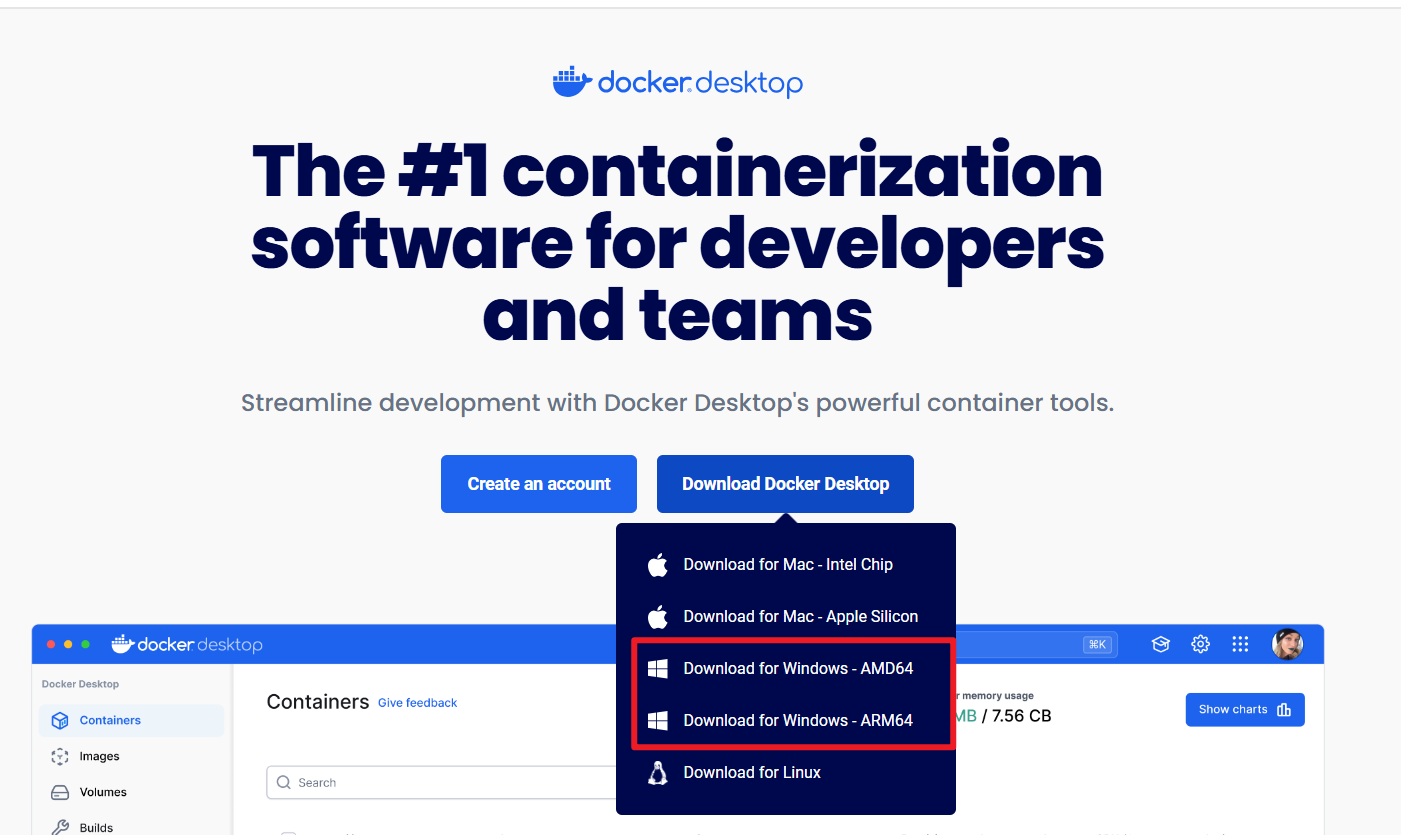 docker desktop
The #1 containerization
software for developers
and teams
Streamline development with Docker Desktop's powerful container tools.
Create an account
Download Docker Desktop
Download for Mac - Intel Chip
Download for Mac - Apple Silicon
Download for Windows - AMD64
Download for Windows - ARM64
Download for Linux
docker desktop
⌘K
Docker Desktop
Containers
Images
Volumes
Builds
Containers Give feedback
memory usage
MB / 7.56 CB
Show charts
Search